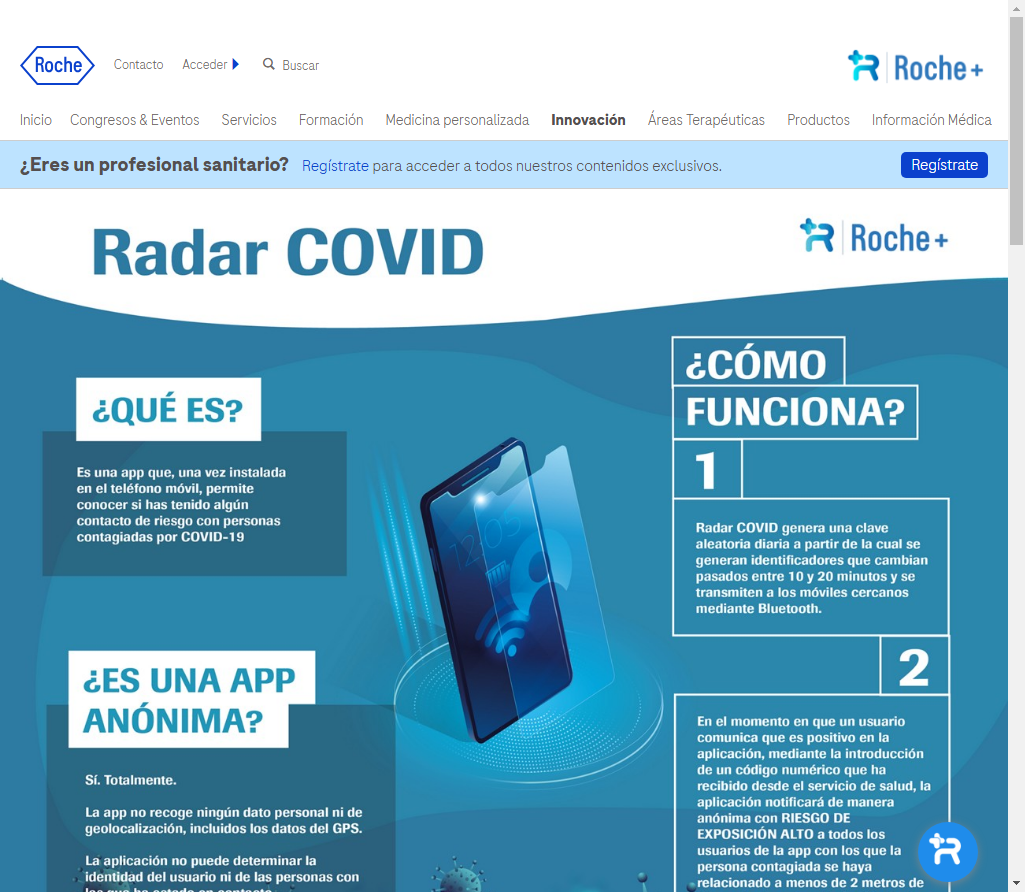 Roche
Contacto
Acceder
Buscar
Roche+
Inicio
Congresos & Eventos
Servicios
Formación
Medicina personalizada
Innovación
Áreas Terapéuticas
Productos
Información Médica
¿Eres un profesional sanitario?
Regístrate para acceder a todos nuestros contenidos exclusivos.
Regístrate
Radar COVID
Roche+
¿QUÉ ES?
Es una app que, una vez instalada
en el teléfono móvil, permite
conocer si has tenido algún
contacto de riesgo con personas
contagiadas por COVID-19
12:05
¿ES UNA APP
ANÓNIMA?
Sí. Totalmente.
La app no recoge ningún dato personal ni de
geolocalización, incluidos los datos del GPS.
La aplicación no puede determinar la
identidad del usuario ni de las personas con
las que ha estado en contacto
¿CÓMO
FUNCIONA?
1
Radar COVID genera una clave
aleatoria diaria a partir de la cual se
generan identificadores que cambian
pasados entre 10 y 20 minutos y se
transmiten a los móviles cercanos
mediante Bluetooth.
2
En el momento en que un usuario
comunica que es positivo en la
aplicación, mediante la introducción
de un código numérico que ha
recibido desde el servicio de salud, la
aplicación notificará de manera
anónima con RIESGO DE
EXPOSICIÓN ALTO a todos los
usuarios de la app con los que la
persona contagiada se haya
relacionado a menos de 2 metros de